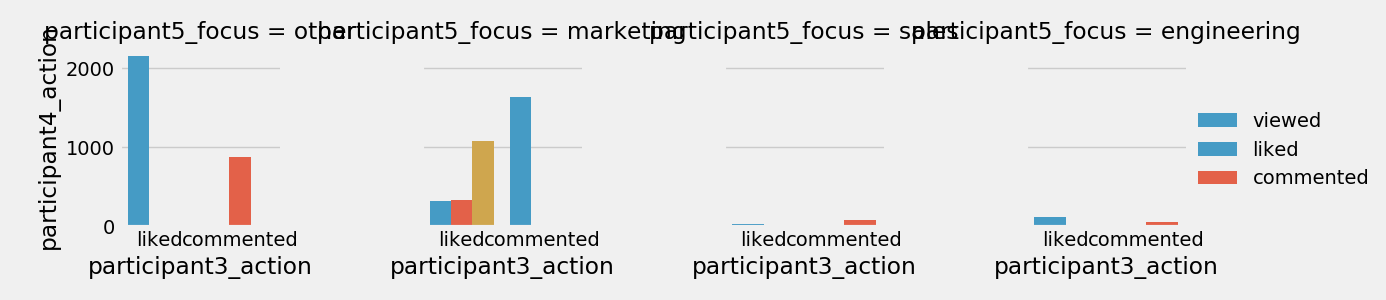 participant5_focus = other
participant5_focus = marketing
participant5_focus = sales
participant5_focus = engineering
participant4_action
2000
1000
0
liked
commented
participant3_action
liked
commented
participant3_action
liked
commented
participant3_action
liked
commented
participant3_action
viewed
liked
commented